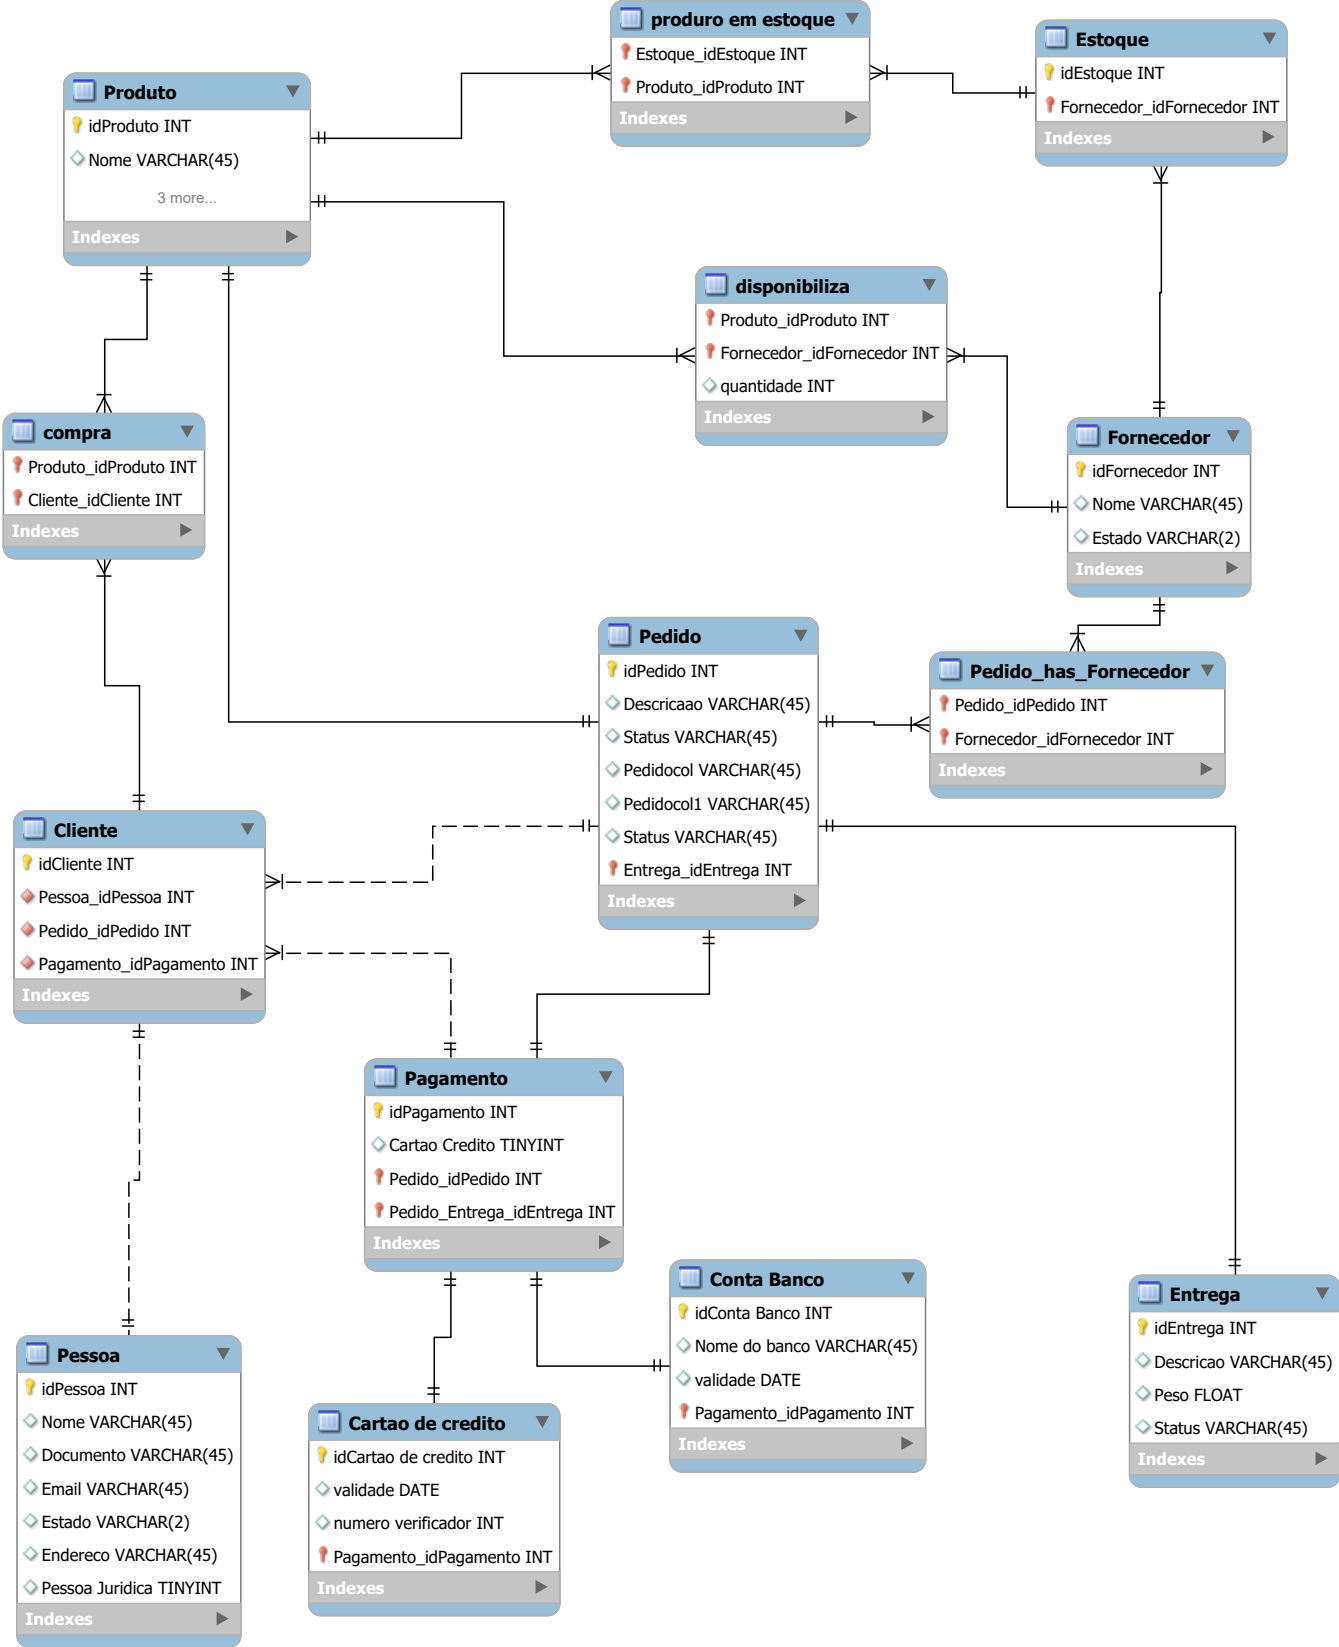 produro em estoque
Estoque_idEstoque INT
Produto_idProduto INT
Indexes
Estoque
idEstoque INT
Fornecedor_idFornecedor INT
Indexes
Produto
idProduto INT
Nome VARCHAR(45)
3 more...
Indexes
disponibiliza
Produto_idProduto INT
Fornecedor_idFornecedor INT
quantidade INT
Indexes
compra
Produto_idProduto INT
Cliente_idCliente INT
Indexes
Fornecedor
idFornecedor INT
Nome VARCHAR(45)
Estado VARCHAR(2)
Indexes
Pedido
idPedido INT
Descricaao VARCHAR(45)
Status VARCHAR(45)
Pedidocol VARCHAR(45)
Pedidocol1 VARCHAR(45)
Status VARCHAR(45)
Entrega_idEntrega INT
Indexes
Pedido_has_Fornecedor
Pedido_idPedido INT
Fornecedor_idFornecedor INT
Indexes
Cliente
idCliente INT
Pessoa_idPessoa INT
Pedido_idPedido INT
Pagamento_idPagamento INT
Indexes
Pagamento
idPagamento INT
Cartao Credito TINYINT
Pedido_idPedido INT
Pedido_Entrega_idEntrega INT
Indexes
Conta Banco
idConta Banco INT
Nome do banco VARCHAR(45)
validade DATE
Pagamento_idPagamento INT
Indexes
Entrega
idEntrega INT
Descricao VARCHAR(45)
Peso FLOAT
Status VARCHAR(45)
Indexes
Pessoa
idPessoa INT
Nome VARCHAR(45)
Documento VARCHAR(45)
Email VARCHAR(45)
Estado VARCHAR(2)
Endereco VARCHAR(45)
Pessoa Juridica TINYINT
Indexes
Cartao de credito
idCartao de credito INT
validade DATE
numero verificador INT
Pagamento_idPagamento INT
Indexes